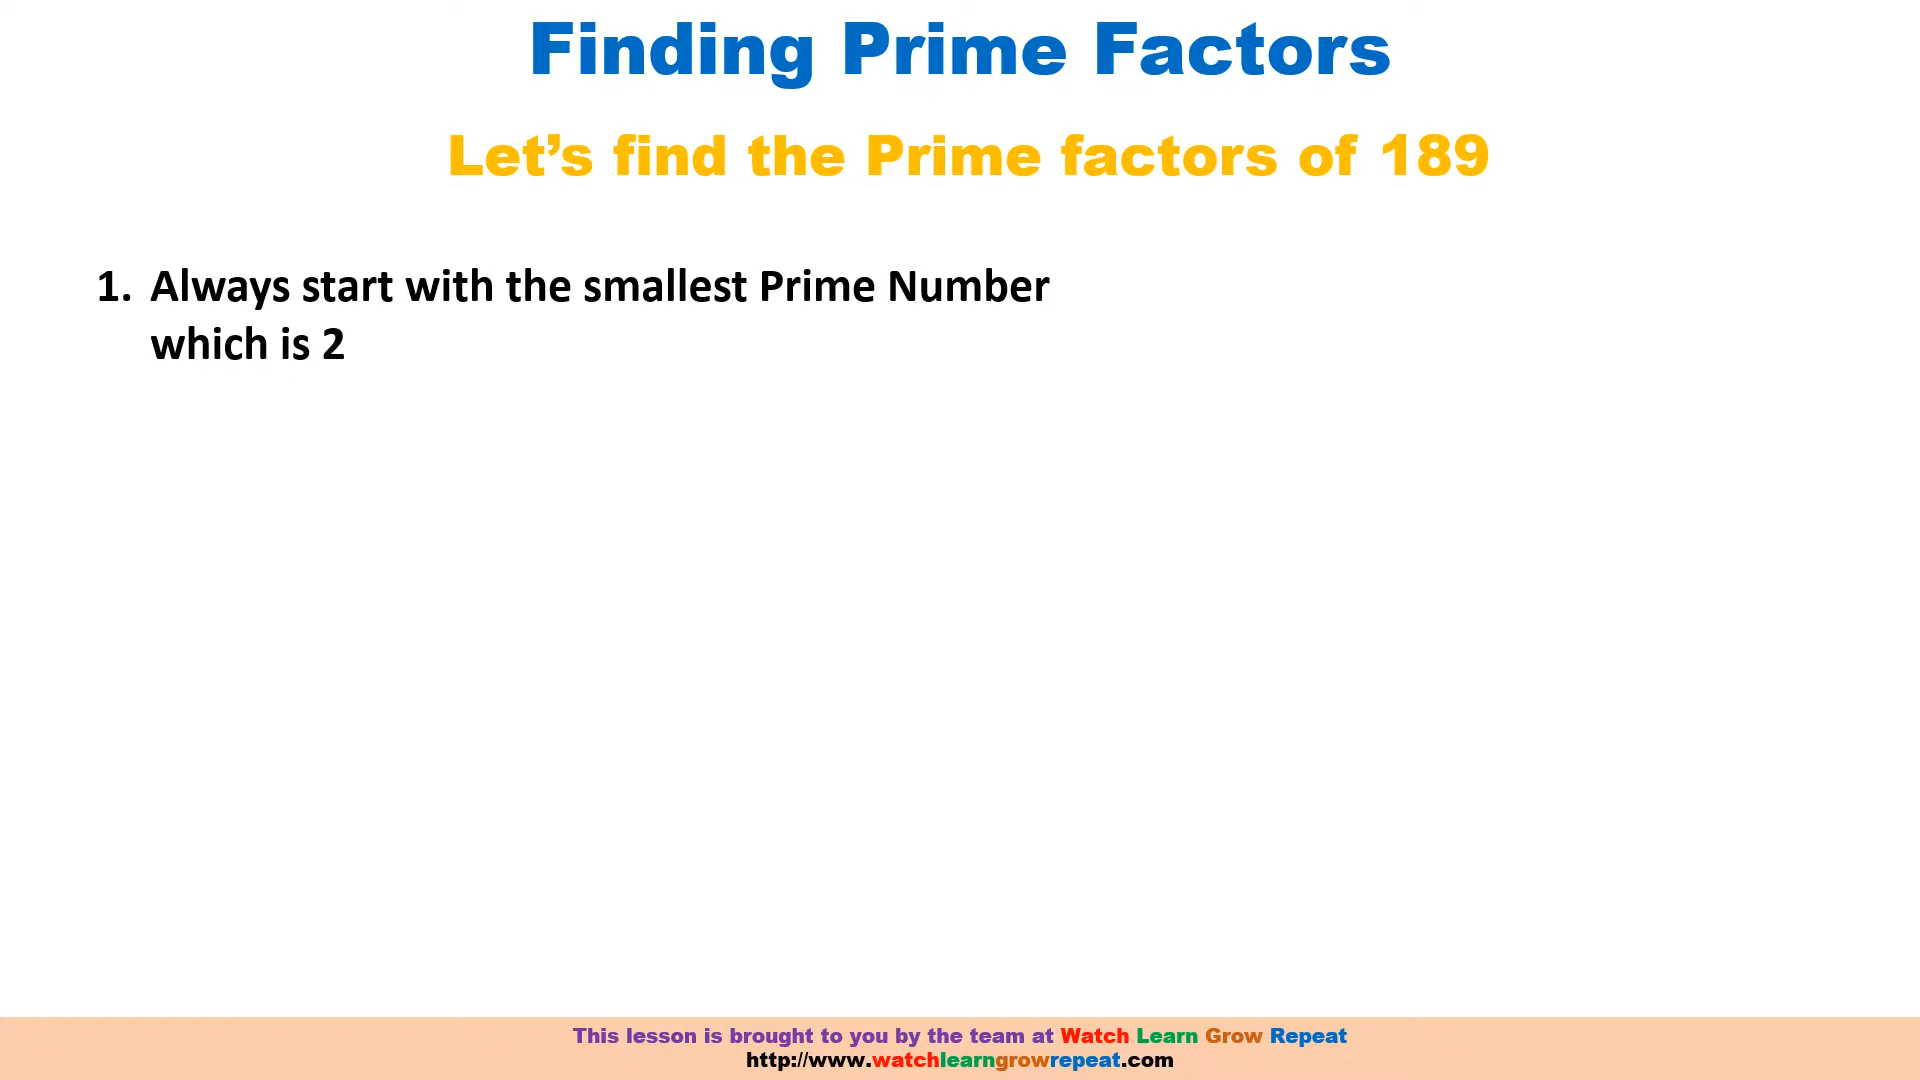 Finding Prime Factors
Let’s find the Prime factors of 189
1. Always start with the smallest Prime Number
which is 2
This lesson is brought to you by the team at Watch Learn Grow Repeat
http://www.watchlearngrowrepeat.com